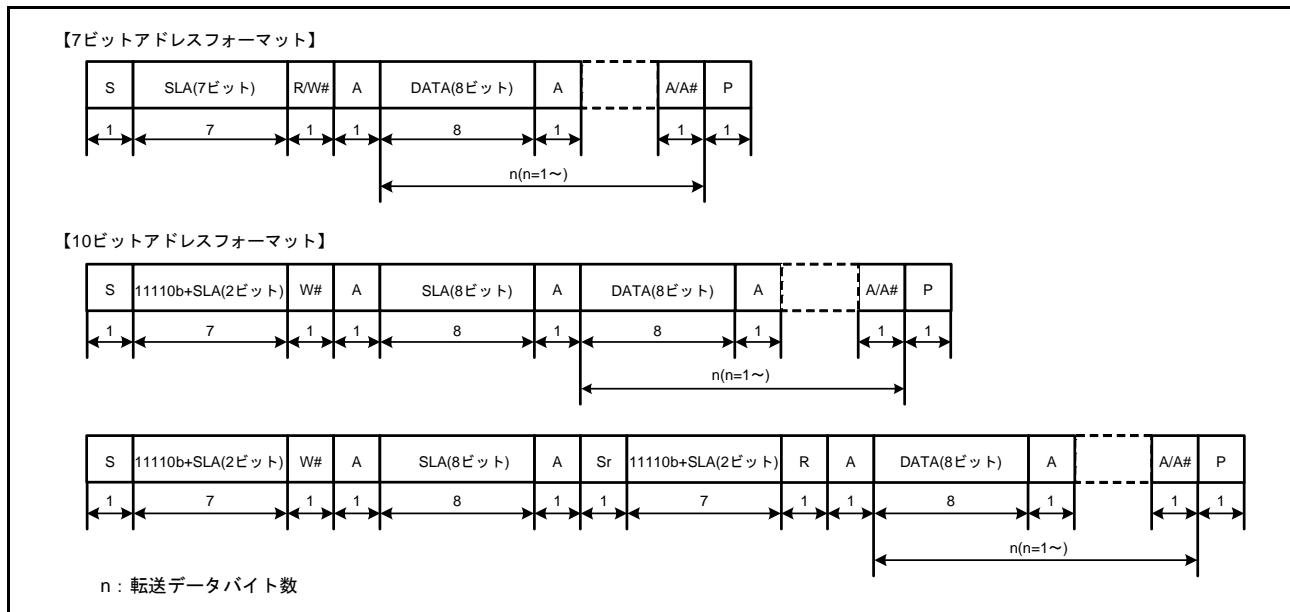 【7ビットアドレスフォーマット】
S SLA(7ビット) R/W# A DATA(8ビット) A A/A# P
1 7 1 1 8 1 1 1
n(n=1～)
【10ビットアドレスフォーマット】
S 11110b+SLA(2ビット) W# A SLA(8ビット) A DATA(8ビット) A A/A# P
1 7 1 1 8 1 8 1 1 1
n(n=1～)
S 11110b+SLA(2ビット) W# A SLA(8ビット) A Sr 11110b+SLA(2ビット) R A DATA(8ビット) A A/A# P
1 7 1 1 8 1 1 7 1 1 8 1 1 1
n(n=1～)
n：転送データバイト数